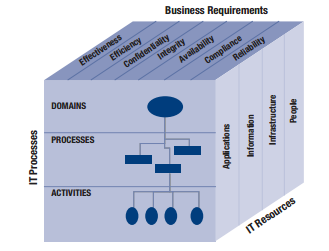 Business Requirements
Effectiveness
Efficiency
Confidentiality
Integrity
Availability
Compliance
Reliability
IT Processes
DOMAINS
PROCESSES
ACTIVITIES
Applications
Information
Infrastructure
People
IT Resources